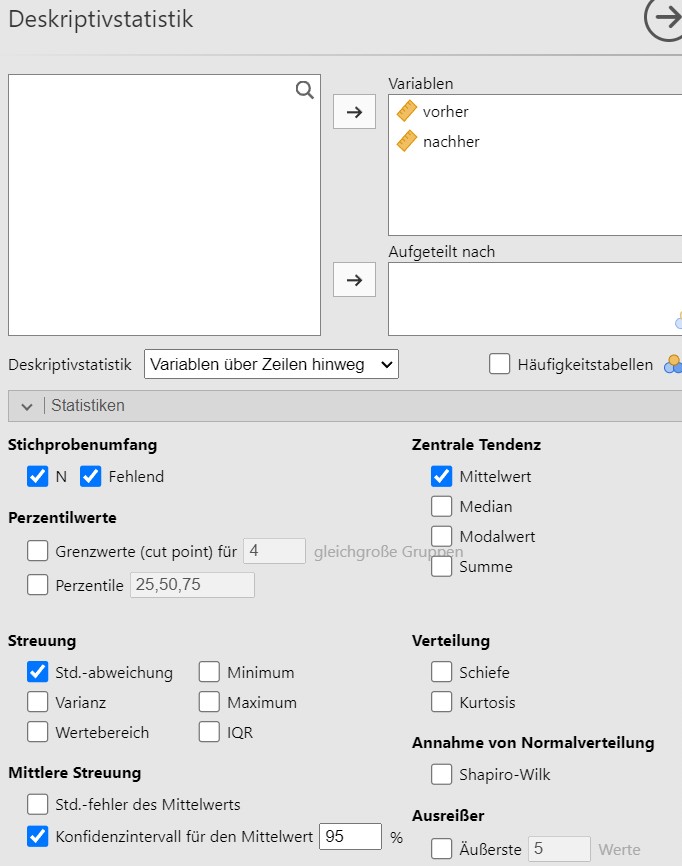 Deskriptivstatistik
Variablen
vorher
nachher
Aufgeteilt nach
Deskriptivstatistik Variablen über Zeilen hinweg Häufigkeitstabellen
Statistiken
Stichprobenumfang
N Fehlend
Perzentilwerte
Grenzwerte (cut point) für 4 gleichgroße Gruppen
Perzentile 25,50,75
Zentrale Tendenz
Mittelwert
Median
Modalwert
Summe
Streuung
Std.-abweichung Minimum
Varianz Maximum
Wertebereich IQR
Verteilung
Schiefe
Kurtosis
Mittlere Streuung
Std.-fehler des Mittelwerts
Konfidenzintervall für den Mittelwert 95 %
Annahme von Normalverteilung
Shapiro-Wilk
Ausreißer
Äußerste 5 Werte